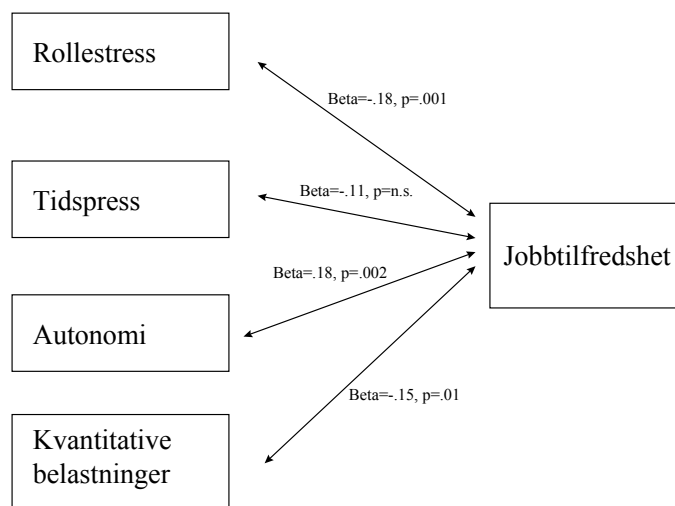 Rollestress
Beta=-.18, p=.001
Tidspress
Beta=-.11, p=n.s.
Jobbtilfredshet
Beta=.18, p=.002
Autonomi
Beta=-.15, p=.01
Kvantitative
belastninger